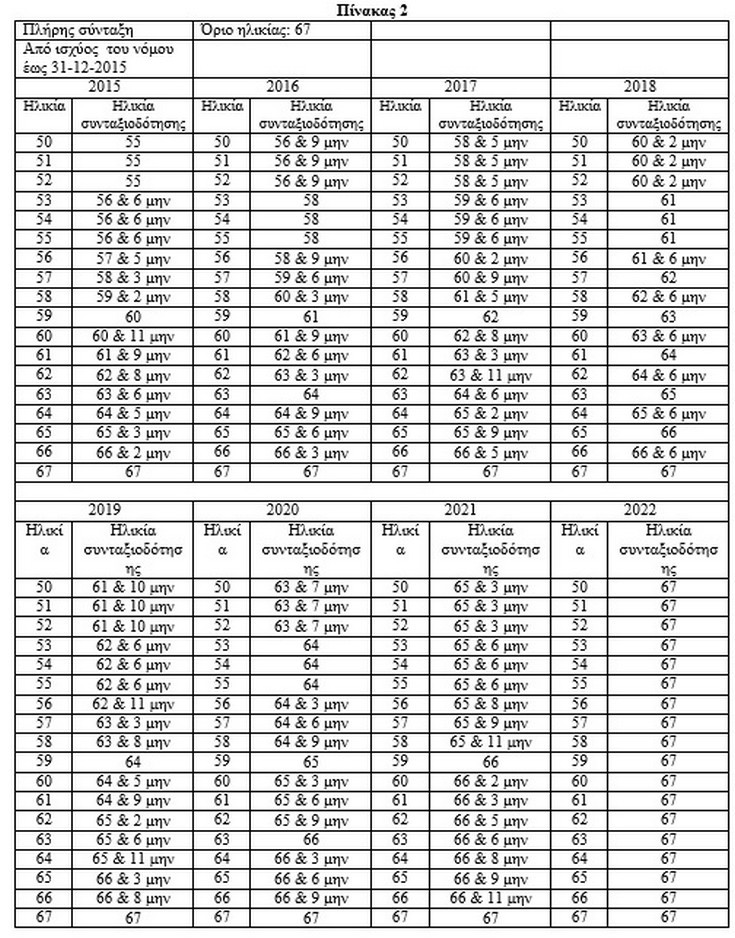 Πίνακας 2
Πλήρης σύνταξη Όριο ηλικίας: 67
Από ισχύος του νόμου
έως 31-12-2015
2015 2016 2017 2018
Ηλικία Ηλικία Ηλικία Ηλικία Ηλικία Ηλικία Ηλικία Ηλικία
συνταξιοδότησης συνταξιοδότησης συνταξιοδότησης συνταξιοδότησης
50 55 50 56 & 9 μην 50 58 & 5 μην 50 60 & 2 μην
51 55 51 56 & 9 μην 51 58 & 5 μην 51 60 & 2 μην
52 55 52 56 & 9 μην 52 58 & 5 μην 52 60 & 2 μην
53 56 & 6 μην 53 58 53 59 & 6 μην 53 61
54 56 & 6 μην 54 58 54 59 & 6 μην 54 61
55 56 & 6 μην 55 58 55 59 & 6 μην 55 61
56 57 & 5 μην 56 58 & 9 μην 56 60 & 2 μην 56 61 & 6 μην
57 58 & 3 μην 57 59 & 6 μην 57 60 & 9 μην 57 62
58 59 & 2 μην 58 60 & 3 μην 58 61 & 5 μην 58 62 & 6 μην
59 60 59 61 59 62 59 63
60 60 & 11 μην 60 61 & 9 μην 60 62 & 8 μην 60 63 & 6 μην
61 61 & 9 μην 61 62 & 6 μην 61 63 & 3 μην 61 64
62 62 & 8 μην 62 63 & 3 μην 62 63 & 11 μην 62 64 & 6 μην
63 63 & 6 μην 63 64 63 64 & 6 μην 63 65
64 64 & 5 μην 64 64 & 9 μην 64 65 & 2 μην 64 65 & 6 μην
65 65 & 3 μην 65 65 & 6 μην 65 65 & 9 μην 65 66
66 66 & 2 μην 66 66 & 3 μην 66 66 & 5 μην 66 66 & 6 μην
67 67 67 67 67 67 67 67
2019 2020 2021 2022
Ηλικί Ηλικία Ηλικί Ηλικία Ηλικί Ηλικία Ηλικί Ηλικία
α συνταξιοδότησ α συνταξιοδότησ α συνταξιοδότησ α συνταξιοδότησ
ης ης ης ης
50 61 & 10 μην 50 63 & 7 μην 50 65 & 3 μην 50 67
51 61 & 10 μην 51 63 & 7 μην 51 65 & 3 μην 51 67
52 61 & 10 μην 52 63 & 7 μην 52 65 & 3 μην 52 67
53 62 & 6 μην 53 64 53 65 & 6 μην 53 67
54 62 & 6 μην 54 64 54 65 & 6 μην 54 67
55 62 & 6 μην 55 64 55 65 & 6 μην 55 67
56 62 & 11 μην 56 64 & 3 μην 56 65 & 8 μην 56 67
57 63 & 3 μην 57 64 & 6 μην 57 65 & 9 μην 57 67
58 63 & 8 μην 58 64 & 9 μην 58 65 & 11 μην 58 67
59 64 59 65 59 66 59 67
60 64 & 5 μην 60 65 & 3 μην 60 66 & 2 μην 60 67
61 64 & 9 μην 61 65 & 6 μην 61 66 & 3 μην 61 67
62 65 & 2 μην 62 65 & 9 μην 62 66 & 5 μην 62 67
63 65 & 6 μην 63 66 63 66 & 6 μην 63 67
64 65 & 11 μην 64 66 & 3 μην 64 66 & 8 μην 64 67
65 66 & 3 μην 65 66 & 6 μην 65 66 & 9 μην 65 67
66 66 & 8 μην 66 66 & 9 μην 66 66 & 11 μην 66 67
67 67 67 67 67 67 67 67